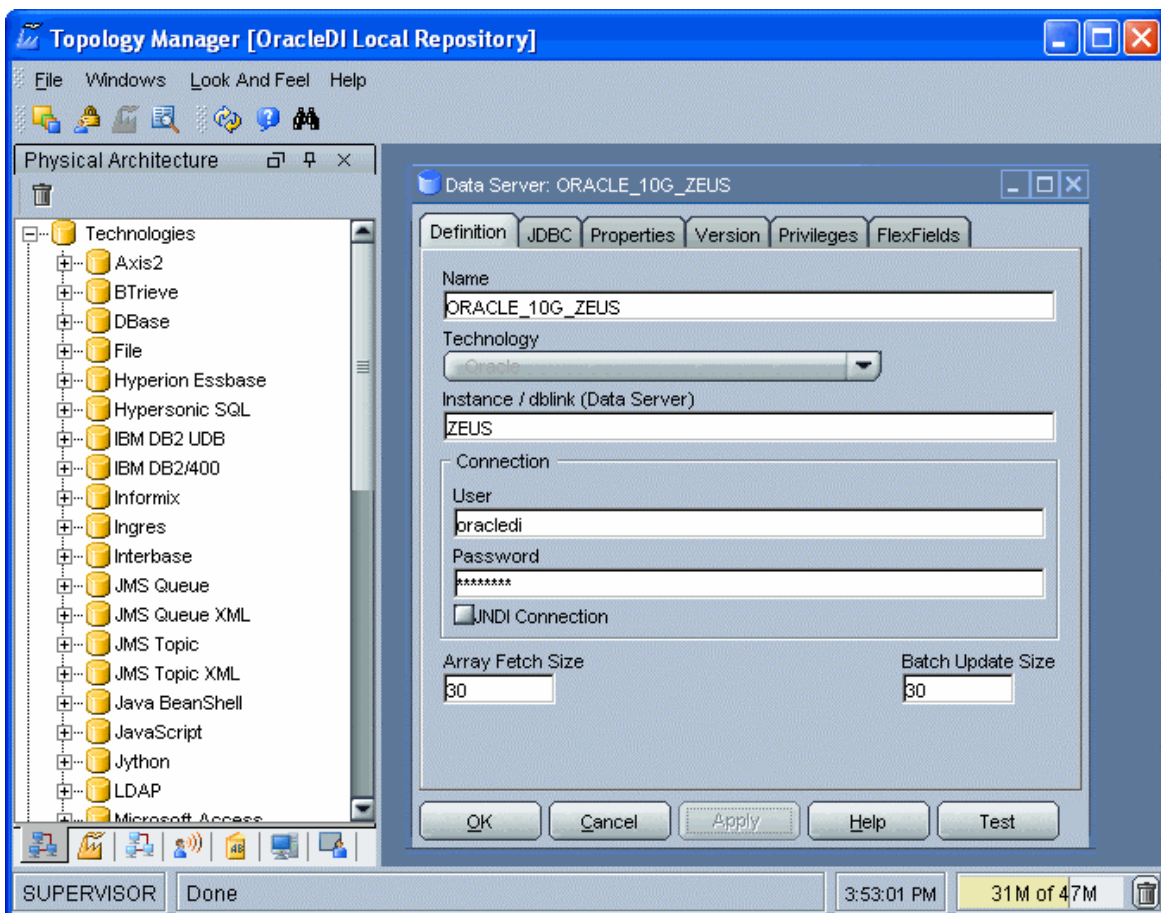 Topology Manager [OracleDI Local Repository]
File Windows Look And Feel Help
Physical Architecture
Technologies
Axis2
BTrieve
DBase
File
Hyperion Essbase
Hypersonic SQL
IBM DB2 UDB
IBM DB2/400
Informix
Ingres
Interbase
JMS Queue
JMS Queue XML
JMS Topic
JMS Topic XML
Java BeanShell
JavaScript
Jython
LDAP
Microsoft Access
Data Server: ORACLE_10G_ZEUS
Definition JDBC Properties Version Privileges FlexFields
Name
ORACLE_10G_ZEUS
Technology
Oracle
Instance / dblink (Data Server)
ZEUS
Connection
User
oracledi
Password
********
JNDI Connection
Array Fetch Size Batch Update Size
30 30
OK Cancel Apply Help Test
SUPERVISOR Done 3:53:01 PM 31M of 47M